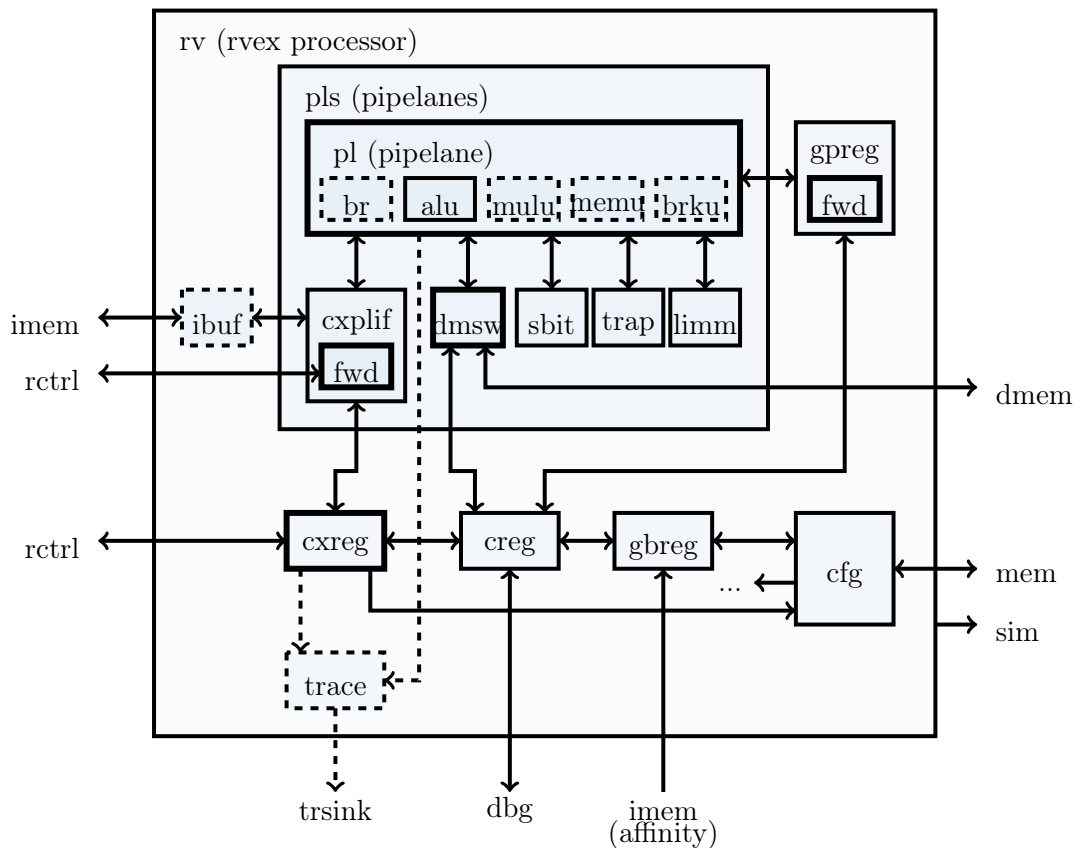 rv (rvex processor)
pls (pipelanes)
pl (pipelane)
gpreg
br
alu
mulu
memu
brku
fwd
imem
ibuf
cxplif
dmsw
sbit
trap
limm
rctrl
fwd
dmem
rctrl
cxreg
creg
gbreg
cfg
mem
...
sim
trace
trsink
dbg
imem
(affinity)